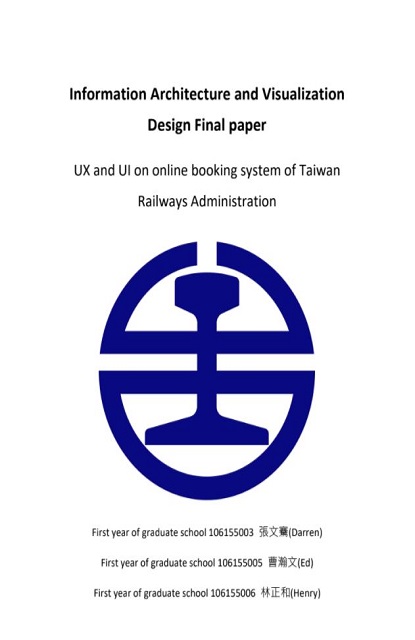 Information Architecture and Visualization
Design Final paper
UX and UI on online booking system of Taiwan
Railways Administration
First year of graduate school 106155003 張文騫(Darren)
First year of graduate school 106155005 曹瀚文(Ed)
First year of graduate school 106155006 林正和(Henry)